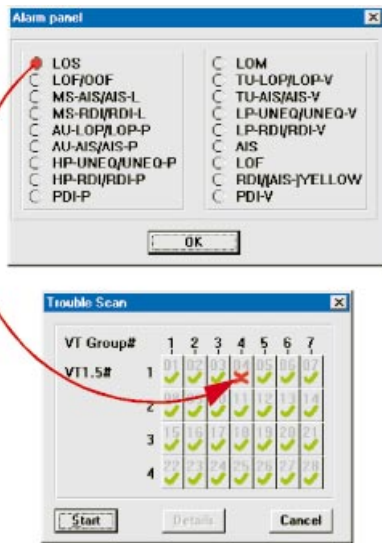 Alarm panel
LOS
LOF/OOF
MS-AIS/AIS-L
MS-RDI/RDI-L
AU-LOP/LOP-P
AU-AIS/AIS-P
HP-UNEQ/UNEQ-P
HP-RDI/RDI-P
PDI-P
LOM
TU-LOP/LOP-V
TU-AIS/AIS-V
LP-UNEQ/UNEQ-V
LP-RDI/RDI-V
AIS
LOF
RDI/[AIS-]YELLOW
PDI-V
OK
Trouble Scan
VT Group# 1 2 3 4 5 6 7
VT1.5# 1 01 02 03 04 05 06 07
2 08 09 10 11 12 13 14
3 15 16 17 18 19 20 21
4 22 23 24 25 26 27 28
Start Details Cancel